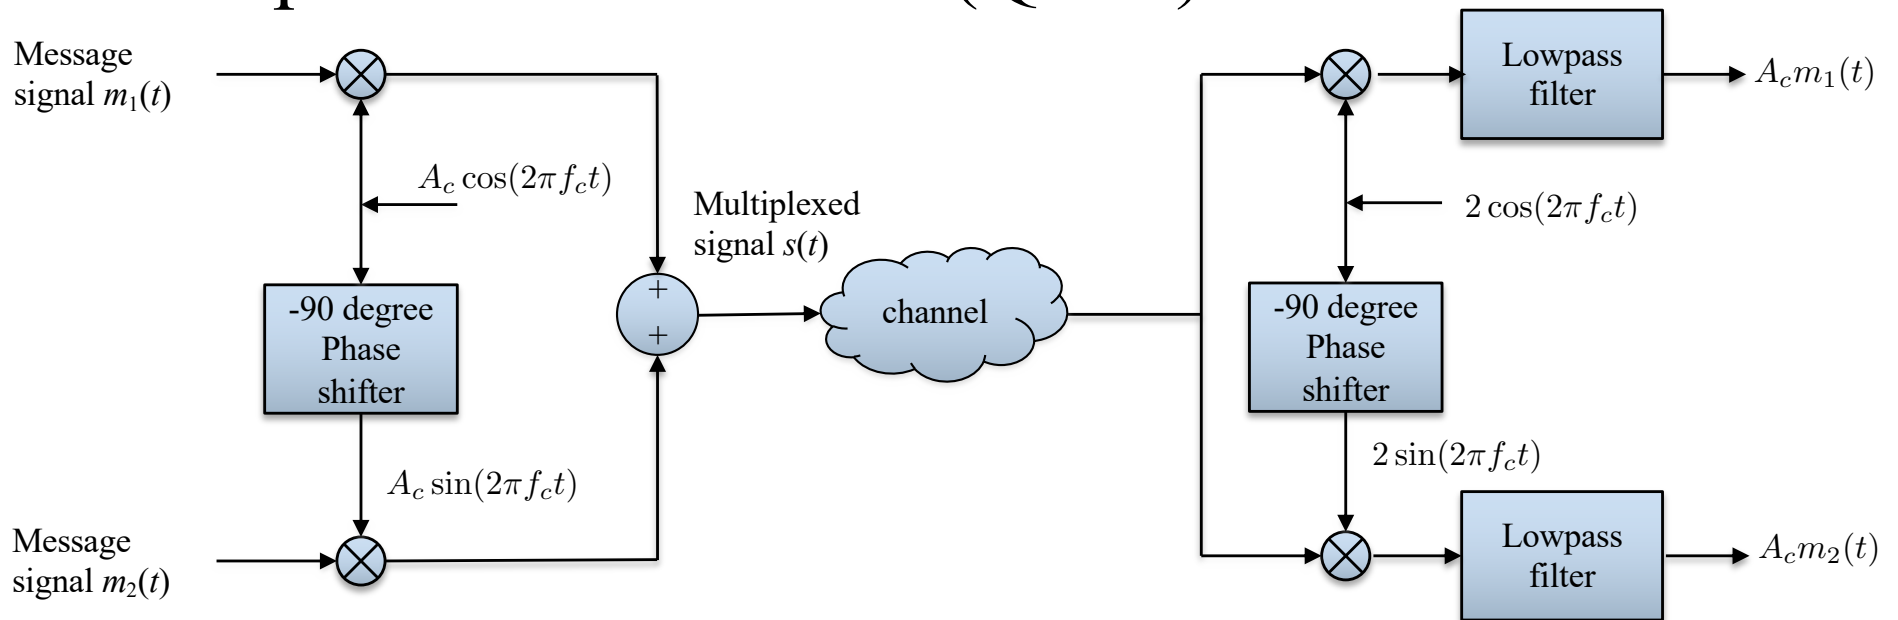 Message
signal m₁(t)
A_c cos(2πf_c t)
-90 degree
Phase
shifter
A_c sin(2πf_c t)
Message
signal m₂(t)
+
+
Multiplexed
signal s(t)
channel
Lowpass
filter
A_c m₁(t)
2 cos(2πf_c t)
-90 degree
Phase
shifter
2 sin(2πf_c t)
Lowpass
filter
A_c m₂(t)